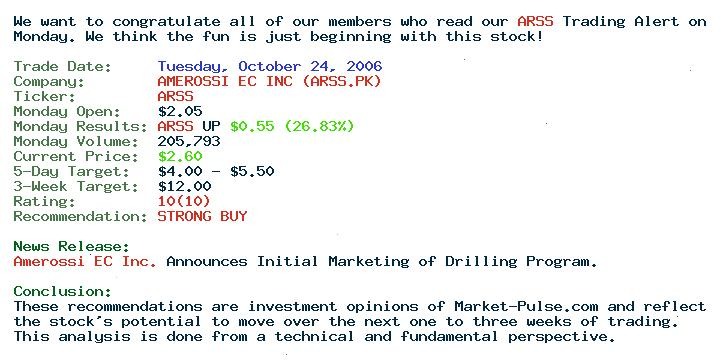 We want to congratulate all of our members who read our ARSS Trading Alert on
Monday. We think the fun is just beginning with this stock!
Trade Date: Tuesday, October 24, 2006
Company: AMEROSSI EC INC (ARSS.PK)
Ticker: ARSS
Monday Open: $2.05
Monday Results: ARSS UP $0.55 (26.83%)
Monday Volume: 205,793
Current Price: $2.60
5-Day Target: $4.00 - $5.50
3-Week Target: $12.00
Rating: 10(10)
Recommendation: STRONG BUY
News Release:
Amerossi EC Inc. Announces Initial Marketing of Drilling Program.
Conclusion:
These recommendations are investment opinions of Market-Pulse.com and reflect
the stock's potential to move over the next one to three weeks of trading.
This analysis is done from a technical and fundamental perspective.